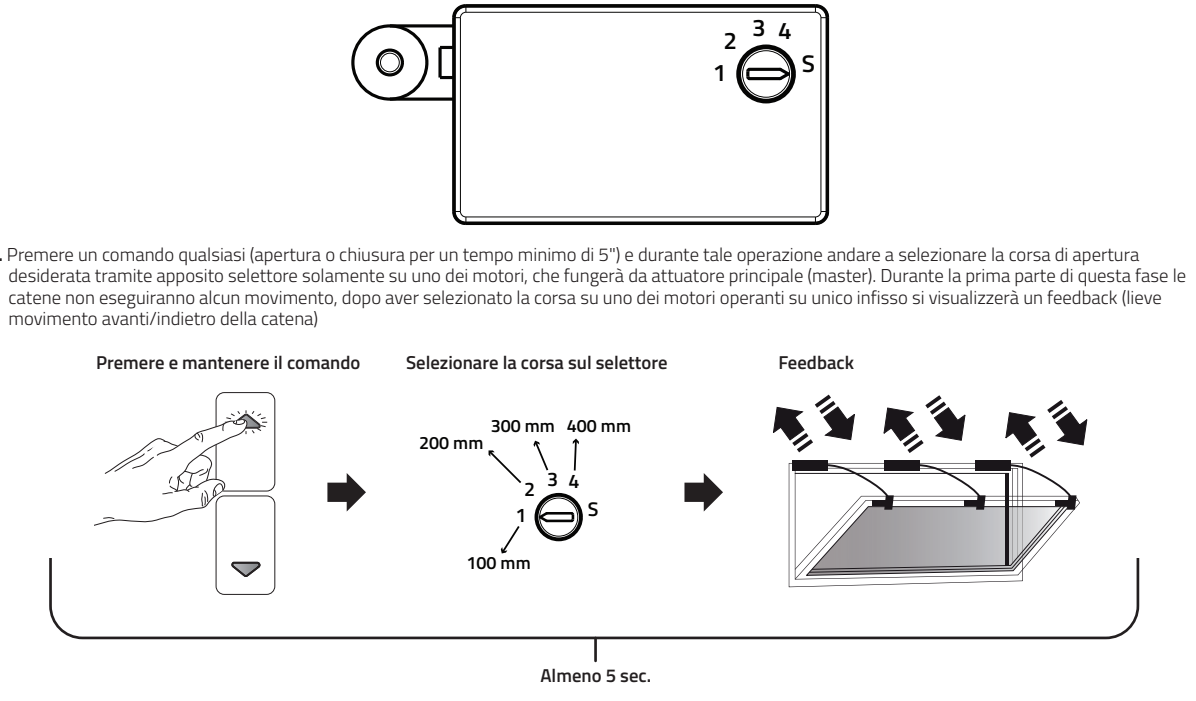 2 3 4
1 S
. Premere un comando qualsiasi (apertura o chiusura per un tempo minimo di 5") e durante tale operazione andare a selezionare la corsa di apertura
desiderata tramite apposito selettore solamente su uno dei motori, che fungerà da attuatore principale (master). Durante la prima parte di questa fase le
catene non eseguiranno alcun movimento, dopo aver selezionato la corsa su uno dei motori operanti su unico infisso si visualizzerà un feedback (lieve
movimento avanti/indietro della catena)
Premere e mantenere il comando
Selezionare la corsa sul selettore
Feedback
300 mm 400 mm
200 mm
2 3 4
1 S
100 mm
Almeno 5 sec.